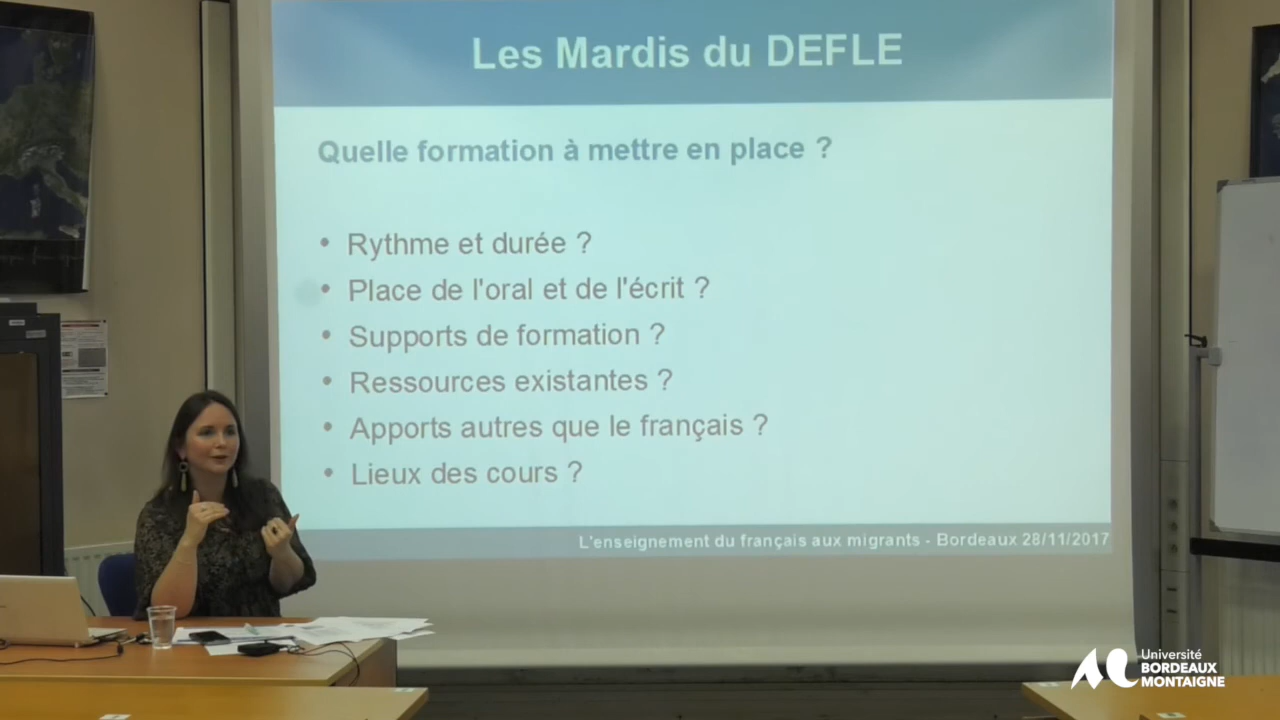 Les Mardis du DEFLE
Quelle formation à mettre en place ?
• Rythme et durée ?
• Place de l'oral et de l'écrit ?
• Supports de formation ?
• Ressources existantes ?
• Apports autres que le français ?
• Lieux des cours ?
L'enseignement du français aux migrants - Bordeaux 28/11/2017
Université
BORDEAUX
MONTAIGNE